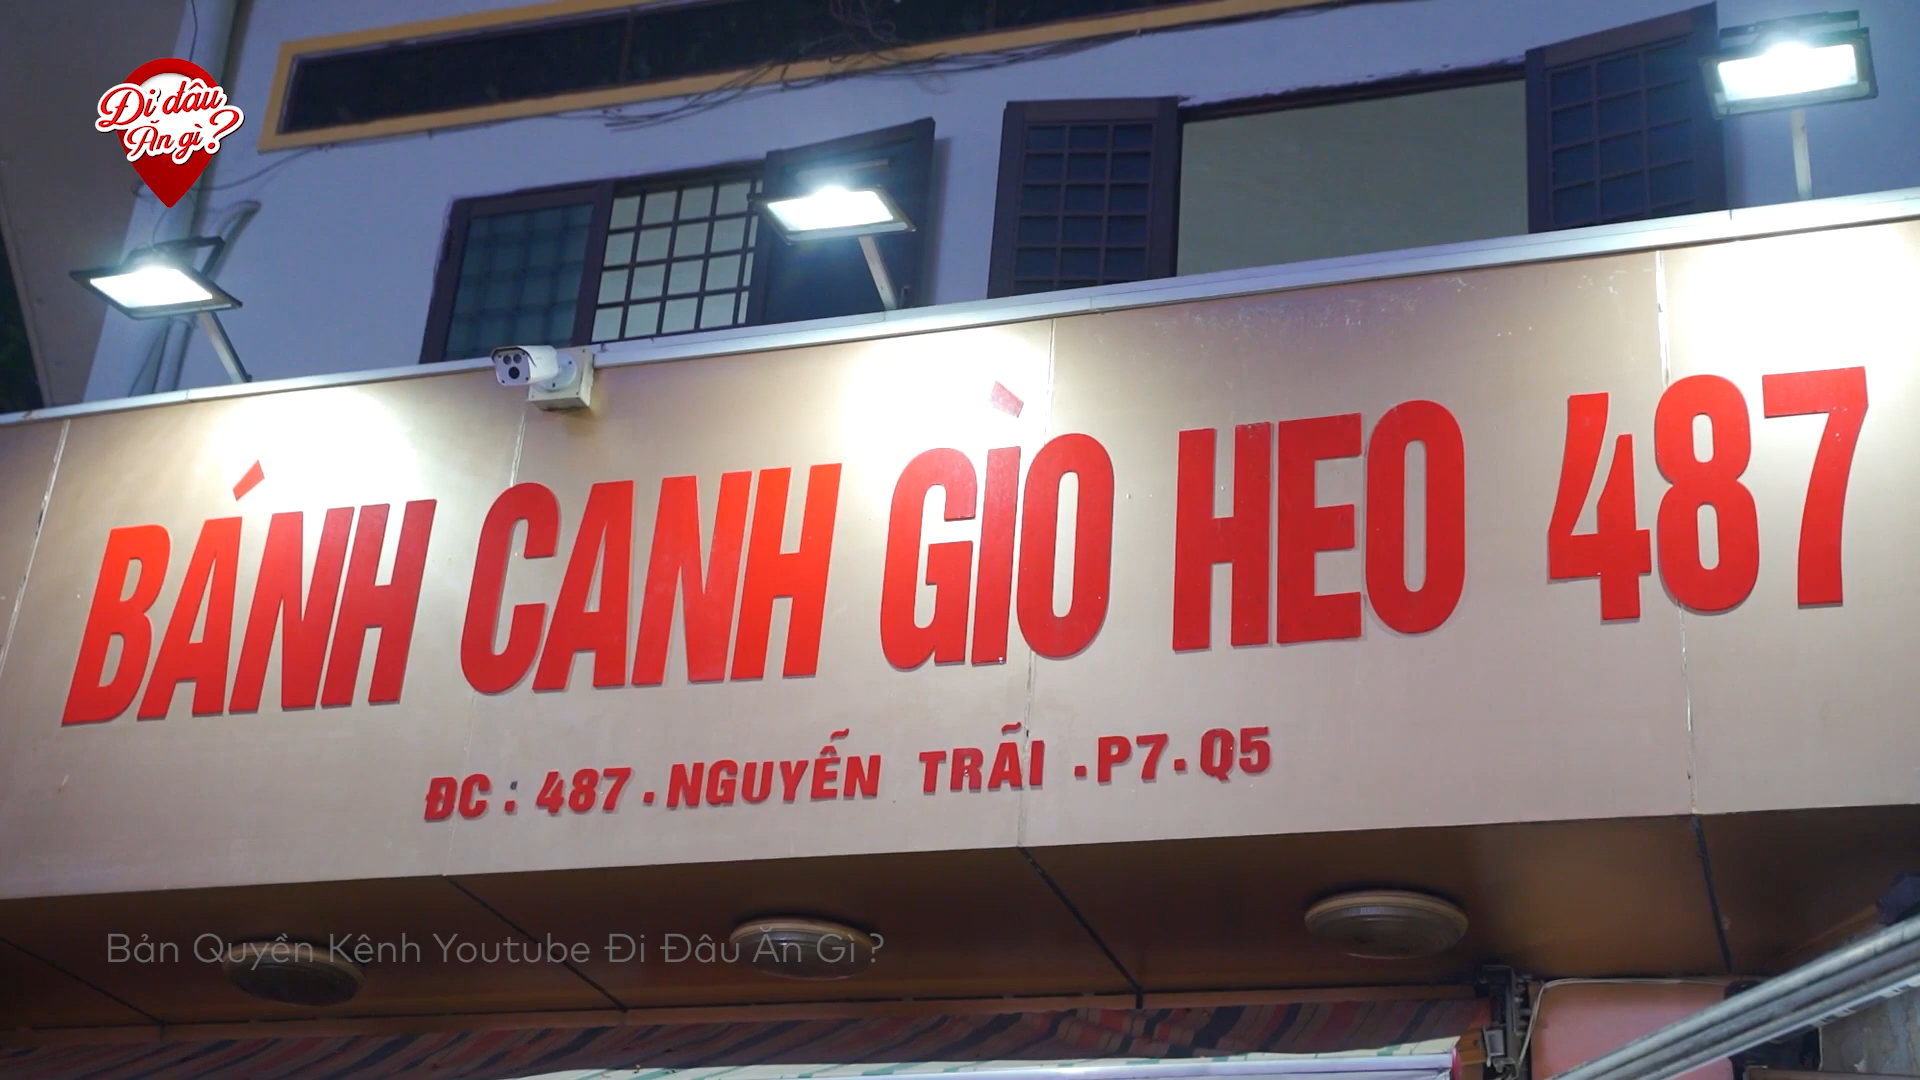 Đi đâu
Ăn gì?
BÁNH CANH GIÒ HEO 487
ĐC : 487 . NGUYỄN TRÃI . P7 . Q5
Bản Quyền Kênh Youtube Đi Đâu Ăn Gì ?